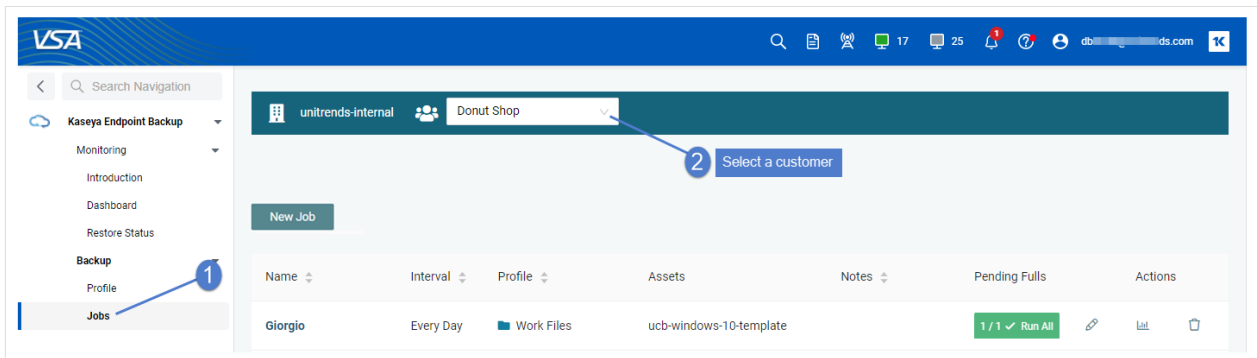 VSA 17 25 1 db ds.com K
Search Navigation
unitrends-internal Donut Shop
Kaseya Endpoint Backup
Monitoring
2 Select a customer
Introduction
Dashboard
New Job
Restore Status
Backup
1
Name Interval Profile Assets Notes Pending Fulls Actions
Profile
Jobs
Giorgio Every Day Work Files ucb-windows-10-template 1 / 1 Run All